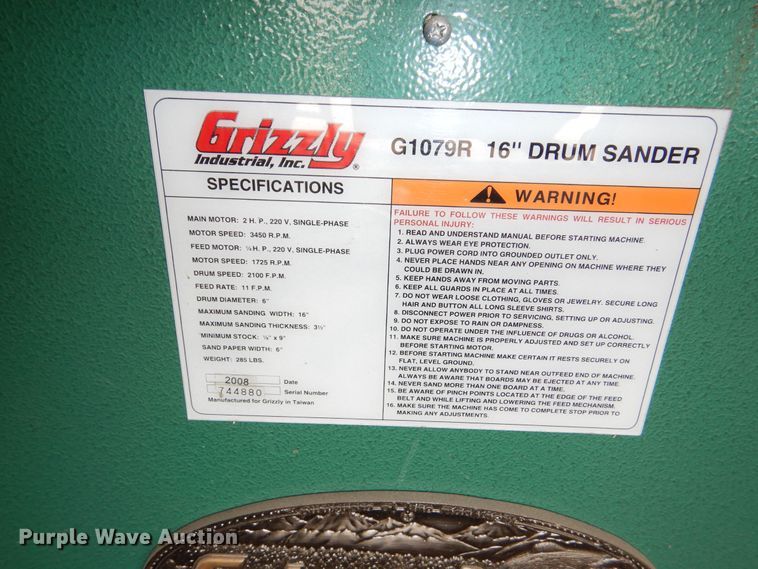 Grizzly
Industrial, Inc.®
G1079R 16" DRUM SANDER
SPECIFICATIONS
MAIN MOTOR: 2 H. P., 220 V, SINGLE-PHASE
MOTOR SPEED: 3450 R.P.M.
FEED MOTOR: ¼ H. P., 220 V, SINGLE-PHASE
MOTOR SPEED: 1725 R.P.M.
DRUM SPEED: 2100 F.P.M.
FEED RATE: 11 F.P.M.
DRUM DIAMETER: 6"
MAXIMUM SANDING WIDTH: 16"
MAXIMUM SANDING THICKNESS: 3½"
MINIMUM STOCK: x 9"
SAND PAPER WIDTH: 6"
WEIGHT: 285 LBS.
2008 Date
744880 Serial Number
Manufactured for Grizzly in Taiwan
WARNING!
FAILURE TO FOLLOW THESE WARNINGS WILL RESULT IN SERIOUS
PERSONAL INJURY:
1. READ AND UNDERSTAND MANUAL BEFORE STARTING MACHINE.
2. ALWAYS WEAR EYE PROTECTION.
3. PLUG POWER CORD INTO GROUNDED OUTLET ONLY.
4. NEVER PLACE HANDS NEAR ANY OPENING ON MACHINE WHERE THEY
COULD BE DRAWN IN.
5. KEEP HANDS AWAY FROM MOVING PARTS.
6. KEEP ALL GUARDS IN PLACE AT ALL TIMES.
7. DO NOT WEAR LOOSE CLOTHING, GLOVES OR JEWELRY. SECURE LONG
HAIR AND BUTTON ALL LONG SLEEVE SHIRTS.
8. DISCONNECT POWER PRIOR TO SERVICING, SETTING UP OR ADJUSTING.
9. DO NOT EXPOSE TO RAIN OR DAMPNESS.
10. DO NOT OPERATE UNDER THE INFLUENCE OF DRUGS OR ALCOHOL.
11. MAKE SURE MACHINE IS PROPERLY ADJUSTED AND SET UP CORRECTLY
BEFORE STARTING MOTOR.
12. BEFORE STARTING MACHINE MAKE CERTAIN IT RESTS SECURELY ON
FLAT, LEVEL GROUND.
13. NEVER ALLOW ANYBODY TO STAND NEAR OUTFEED END OF MACHINE.
ALWAYS BE AWARE THAT BOARDS MAY BE EJECTED AT ANY TIME.
14. NEVER SAND MORE THAN ONE BOARD AT A TIME.
15. BE AWARE OF PINCH POINTS LOCATED AT THE EDGE OF THE FEED
BELT AND WHILE LIFTING AND LOWERING THE FEED MECHANISM.
16. MAKE SURE THE MACHINE HAS COME TO COMPLETE STOP PRIOR TO
MAKING ANY ADJUSTMENTS.
Purple Wave Auction